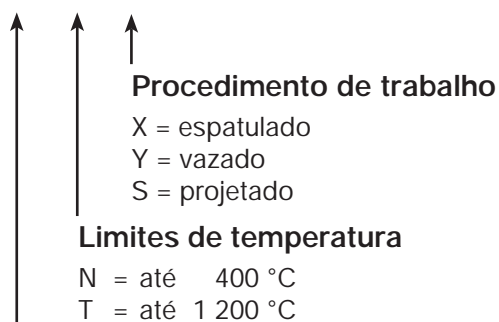 Procedimento de trabalho
X = espatulado
Y = vazado
S = projetado
Limites de temperatura
N = até 400 °C
T = até 1 200 °C